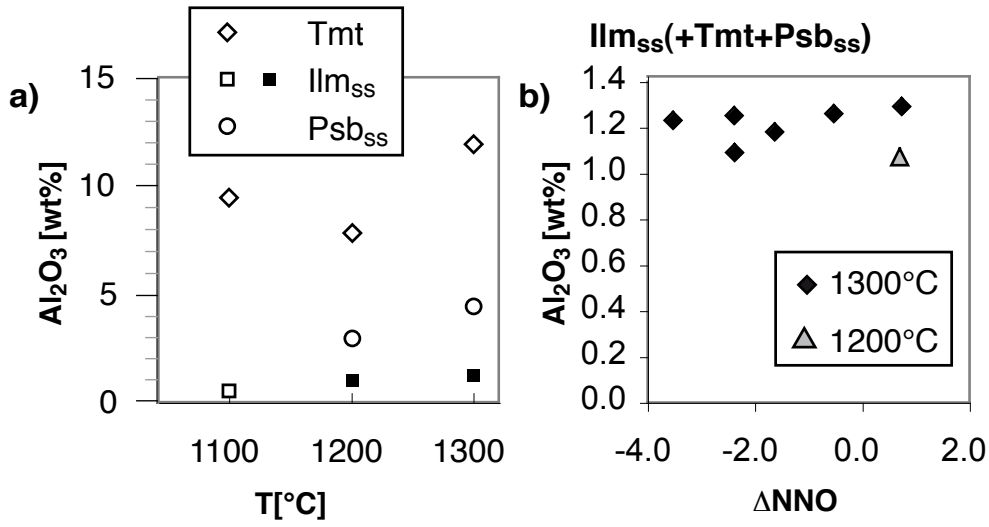 Tmt
Ilmss
Psbss
a)
15
10
5
0
Al2O3 [wt%]
1100 1200 1300
T[°C]
Ilmss(+Tmt+Psbss)
b)
1.4
1.2
1.0
0.8
0.6
0.4
0.2
0.0
Al2O3 [wt%]
1300°C
1200°C
-4.0 -2.0 0.0 2.0
ΔNNO